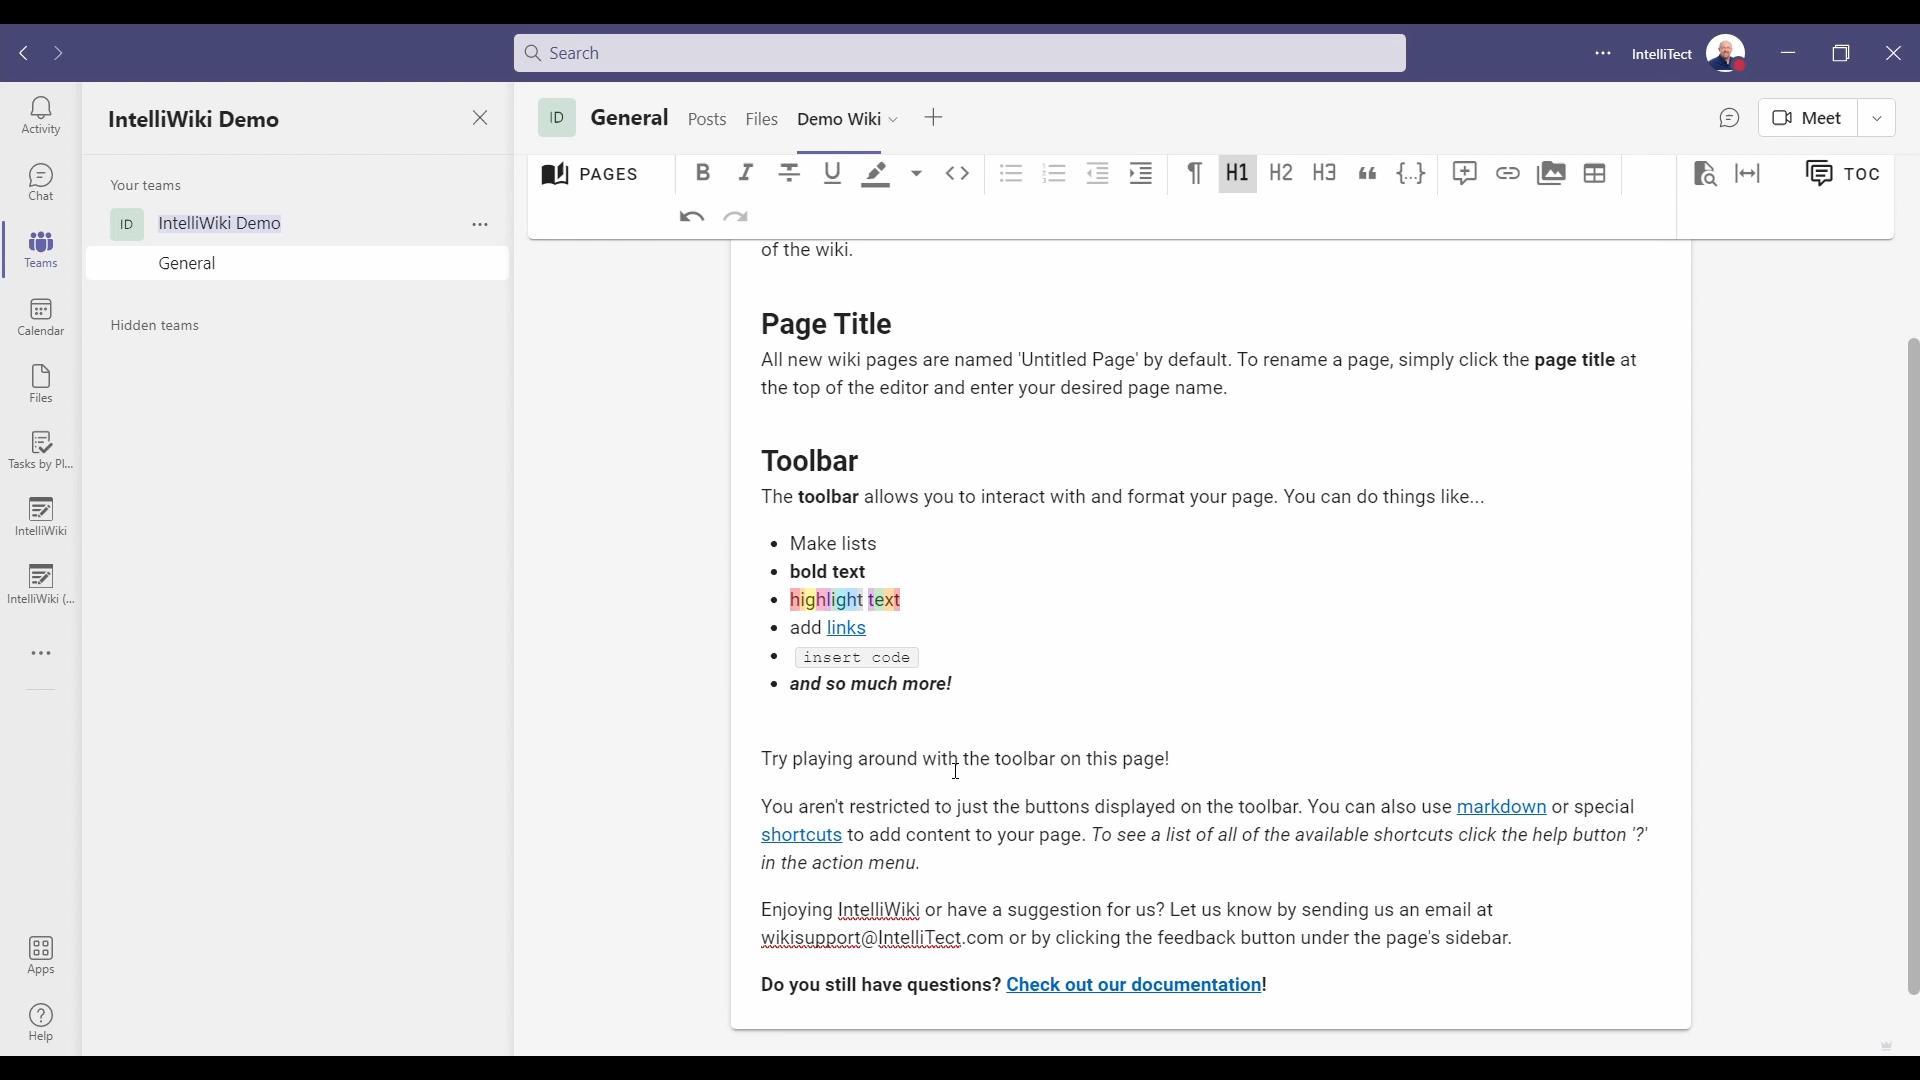 Search
IntelliTect
Activity
Chat
Teams
Calendar
Files
Tasks by Pl...
IntelliWiki
IntelliWiki (...
Apps
Help
IntelliWiki Demo
Your teams
ID IntelliWiki Demo
General
Hidden teams
ID General Posts Files Demo Wiki
Meet
PAGES B I S U <> ¶ H1 H2 H3 “ {...} TOC
of the wiki.
Page Title
All new wiki pages are named 'Untitled Page' by default. To rename a page, simply click the page title at
the top of the editor and enter your desired page name.
Toolbar
The toolbar allows you to interact with and format your page. You can do things like...
• Make lists
• bold text
• highlight text
• add links
• insert code
• and so much more!
Try playing around with the toolbar on this page!
You aren't restricted to just the buttons displayed on the toolbar. You can also use markdown or special
shortcuts to add content to your page. To see a list of all of the available shortcuts click the help button '?'
in the action menu.
Enjoying IntelliWiki or have a suggestion for us? Let us know by sending us an email at
wikisupport@IntelliTect.com or by clicking the feedback button under the page's sidebar.
Do you still have questions? Check out our documentation!